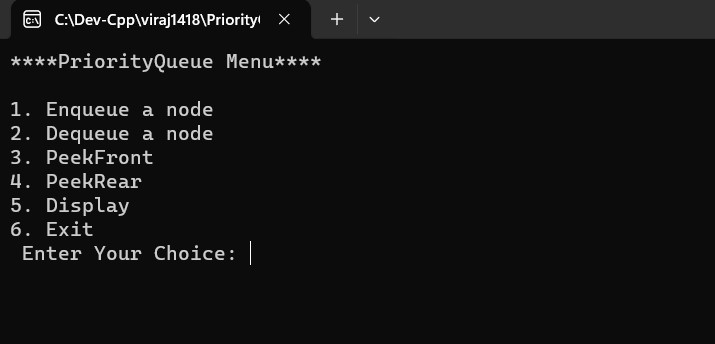 C:\Dev-Cpp\viraj1418\Priority(
****PriorityQueue Menu****
1. Enqueue a node
2. Dequeue a node
3. PeekFront
4. PeekRear
5. Display
6. Exit
Enter Your Choice: